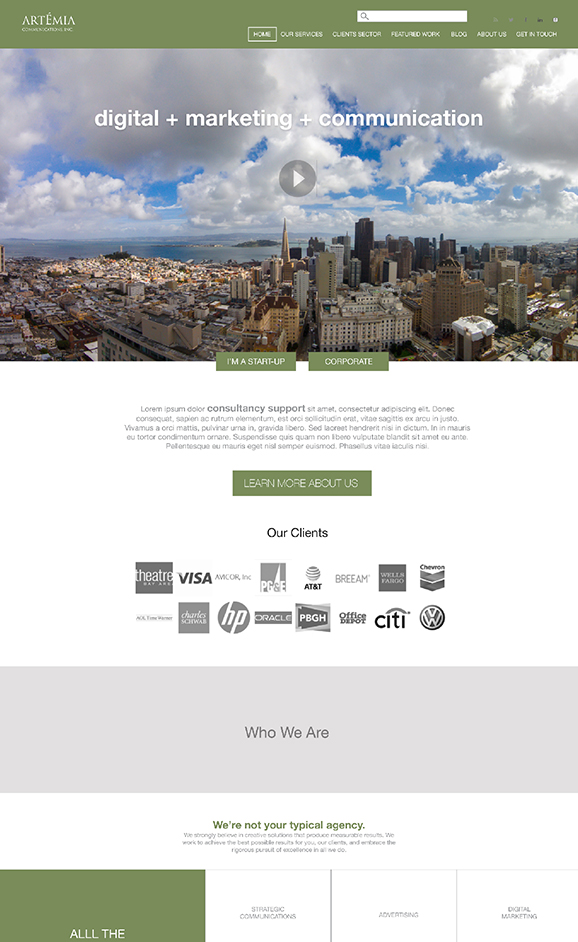 ARTÉMIA
COMMUNICATIONS, INC.
HOME OUR SERVICES CLIENTS SECTOR FEATURED WORK BLOG ABOUT US GET IN TOUCH
digital + marketing + communication
I'M A START-UP CORPORATE
Lorem ipsum dolor consultancy support sit amet, consectetur adipiscing elit. Donec
consequat, sapien ac rutrum elementum, est orci sollicitudin erat, vitae sagittis ex arcu in justo.
Vivamus a orci mattis, pulvinar urna in, gravida libero. Sed laoreet hendrerit nisi in dictum. In in mauris
eu tortor condimentum ornare. Suspendisse quis quam non libero vulputate blandit sit amet eu ante.
Pellentesque eu mauris eget nisl semper euismod. Phasellus vitae iaculis nisi.
LEARN MORE ABOUT US
Our Clients
theatre BAY AREA VISA AVICOR, Inc PG&E AT&T BREEAM WELLS FARGO Chevron
AOL Time Warner charles SCHWAB hp ORACLE PBGH Office DEPOT citi VW
Who We Are
We're not your typical agency.
We strongly believe in creative solutions that produce measurable results. We
work to achieve the best possible results for you, our clients, and embrace the
rigorous pursuit of excellence in all we do.
ALLL THE
STRATEGIC
COMMUNICATIONS
ADVERTISING
DIGITAL
MARKETING